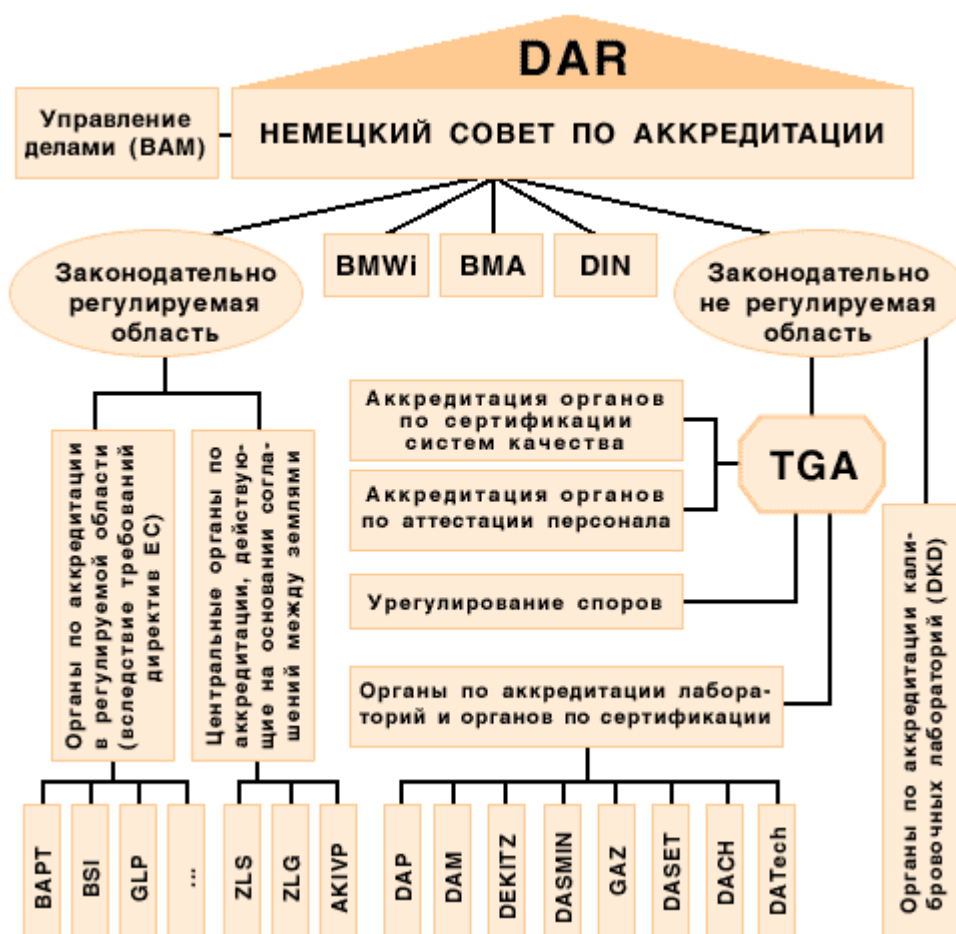 DAR
Управление
делами (BAM)
НЕМЕЦКИЙ СОВЕТ ПО АККРЕДИТАЦИИ
Законодательно
регулируемая
область
BMWi
BMA
DIN
Законодательно
не регулируемая
область
Аккредитация органов
по сертификации
систем качества
TGA
Аккредитация органов
по аттестации персонала
Урегулирование споров
Органы по аккредитации лабора-
торий и органов по сертификации
Органы по аккредитации
в регулируемой области
(вследствие требований
директив ЕС)
Центральные органы по
аккредитации, действую-
щие на основании согла-
шений между землями
Органы по аккредитации кали-
бровочных лабораторий (DKD)
BAPT
BSI
GLP
...
ZLS
ZLG
AKIVP
DAP
DAM
DEKITZ
DASMIN
GAZ
DASET
DACH
DATech